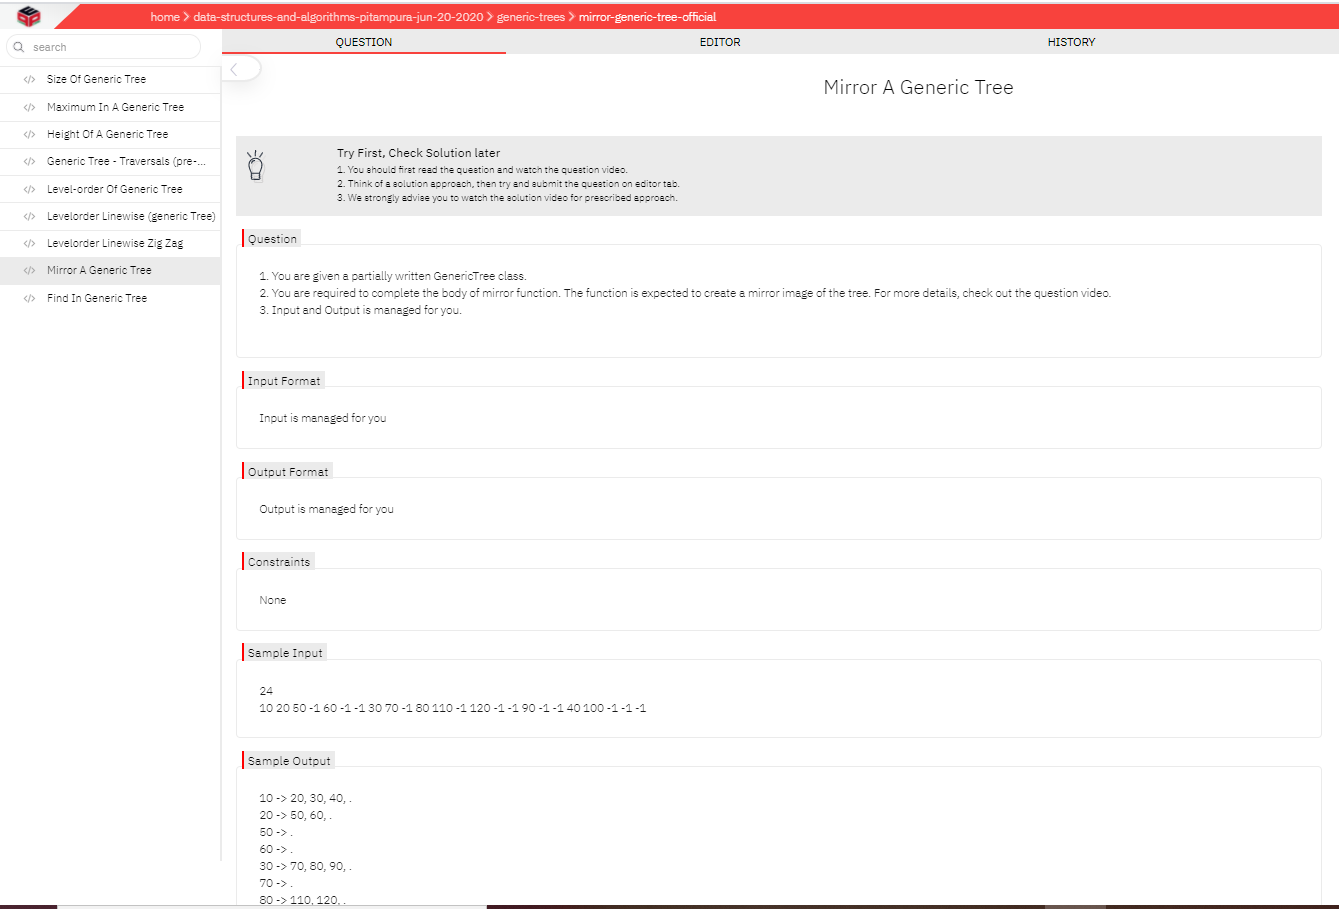 home > data-structures-and-algorithms-pitampura-jun-20-2020 > generic-trees > mirror-generic-tree-official
search
QUESTION
EDITOR
HISTORY
</> Size Of Generic Tree
</> Maximum In A Generic Tree
</> Height Of A Generic Tree
</> Generic Tree - Traversals (pre-...
</> Level-order Of Generic Tree
</> Levelorder Linewise (generic Tree)
</> Levelorder Linewise Zig Zag
</> Mirror A Generic Tree
</> Find In Generic Tree
Mirror A Generic Tree
Try First, Check Solution later
1. You should first read the question and watch the question video.
2. Think of a solution approach, then try and submit the question on editor tab.
3. We strongly advise you to watch the solution video for prescribed approach.
Question
1. You are given a partially written GenericTree class.
2. You are required to complete the body of mirror function. The function is expected to create a mirror image of the tree. For more details, check out the question video.
3. Input and Output is managed for you.
Input Format
Input is managed for you
Output Format
Output is managed for you
Constraints
None
Sample Input
24
10 20 50 -1 60 -1 -1 30 70 -1 80 110 -1 120 -1 -1 90 -1 -1 40 100 -1 -1 -1
Sample Output
10 -> 20, 30, 40, .
20 -> 50, 60, .
50 -> .
60 -> .
30 -> 70, 80, 90, .
70 -> .
80 -> 110, 120, .